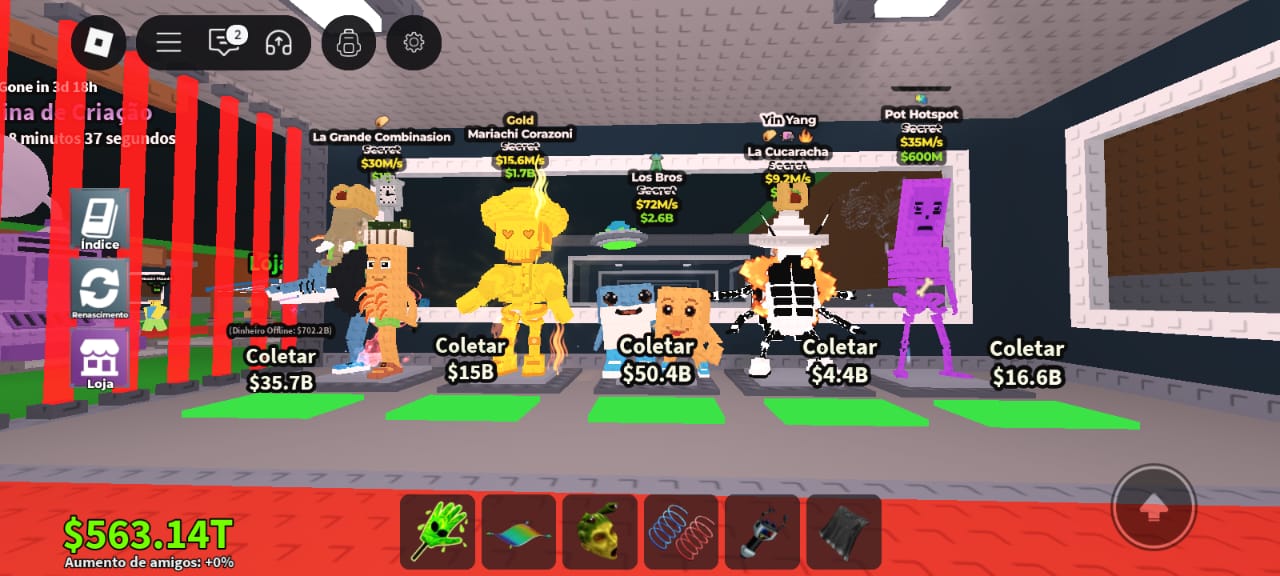 2
Gone in 3d 18h
ina de Criação
8 minutos 37 segundos
Índice
Renascimento
Loja
Loja
La Grande Combinasion
Secret
$30M/s
Gold
Mariachi Corazoni
Secret
$15.6M/s
$1.7B
Los Bros
Secret
$72M/s
$2.6B
Yin Yang
La Cucaracha
Secret
$9.2M/s
Pot Hotspot
Secret
$35M/s
$600M
(Dinheiro Offline: $702.2B)
Coletar
$35.7B
Coletar
$15B
Coletar
$50.4B
Coletar
$4.4B
Coletar
$16.6B
$563.14T
Aumento de amigos: +0%